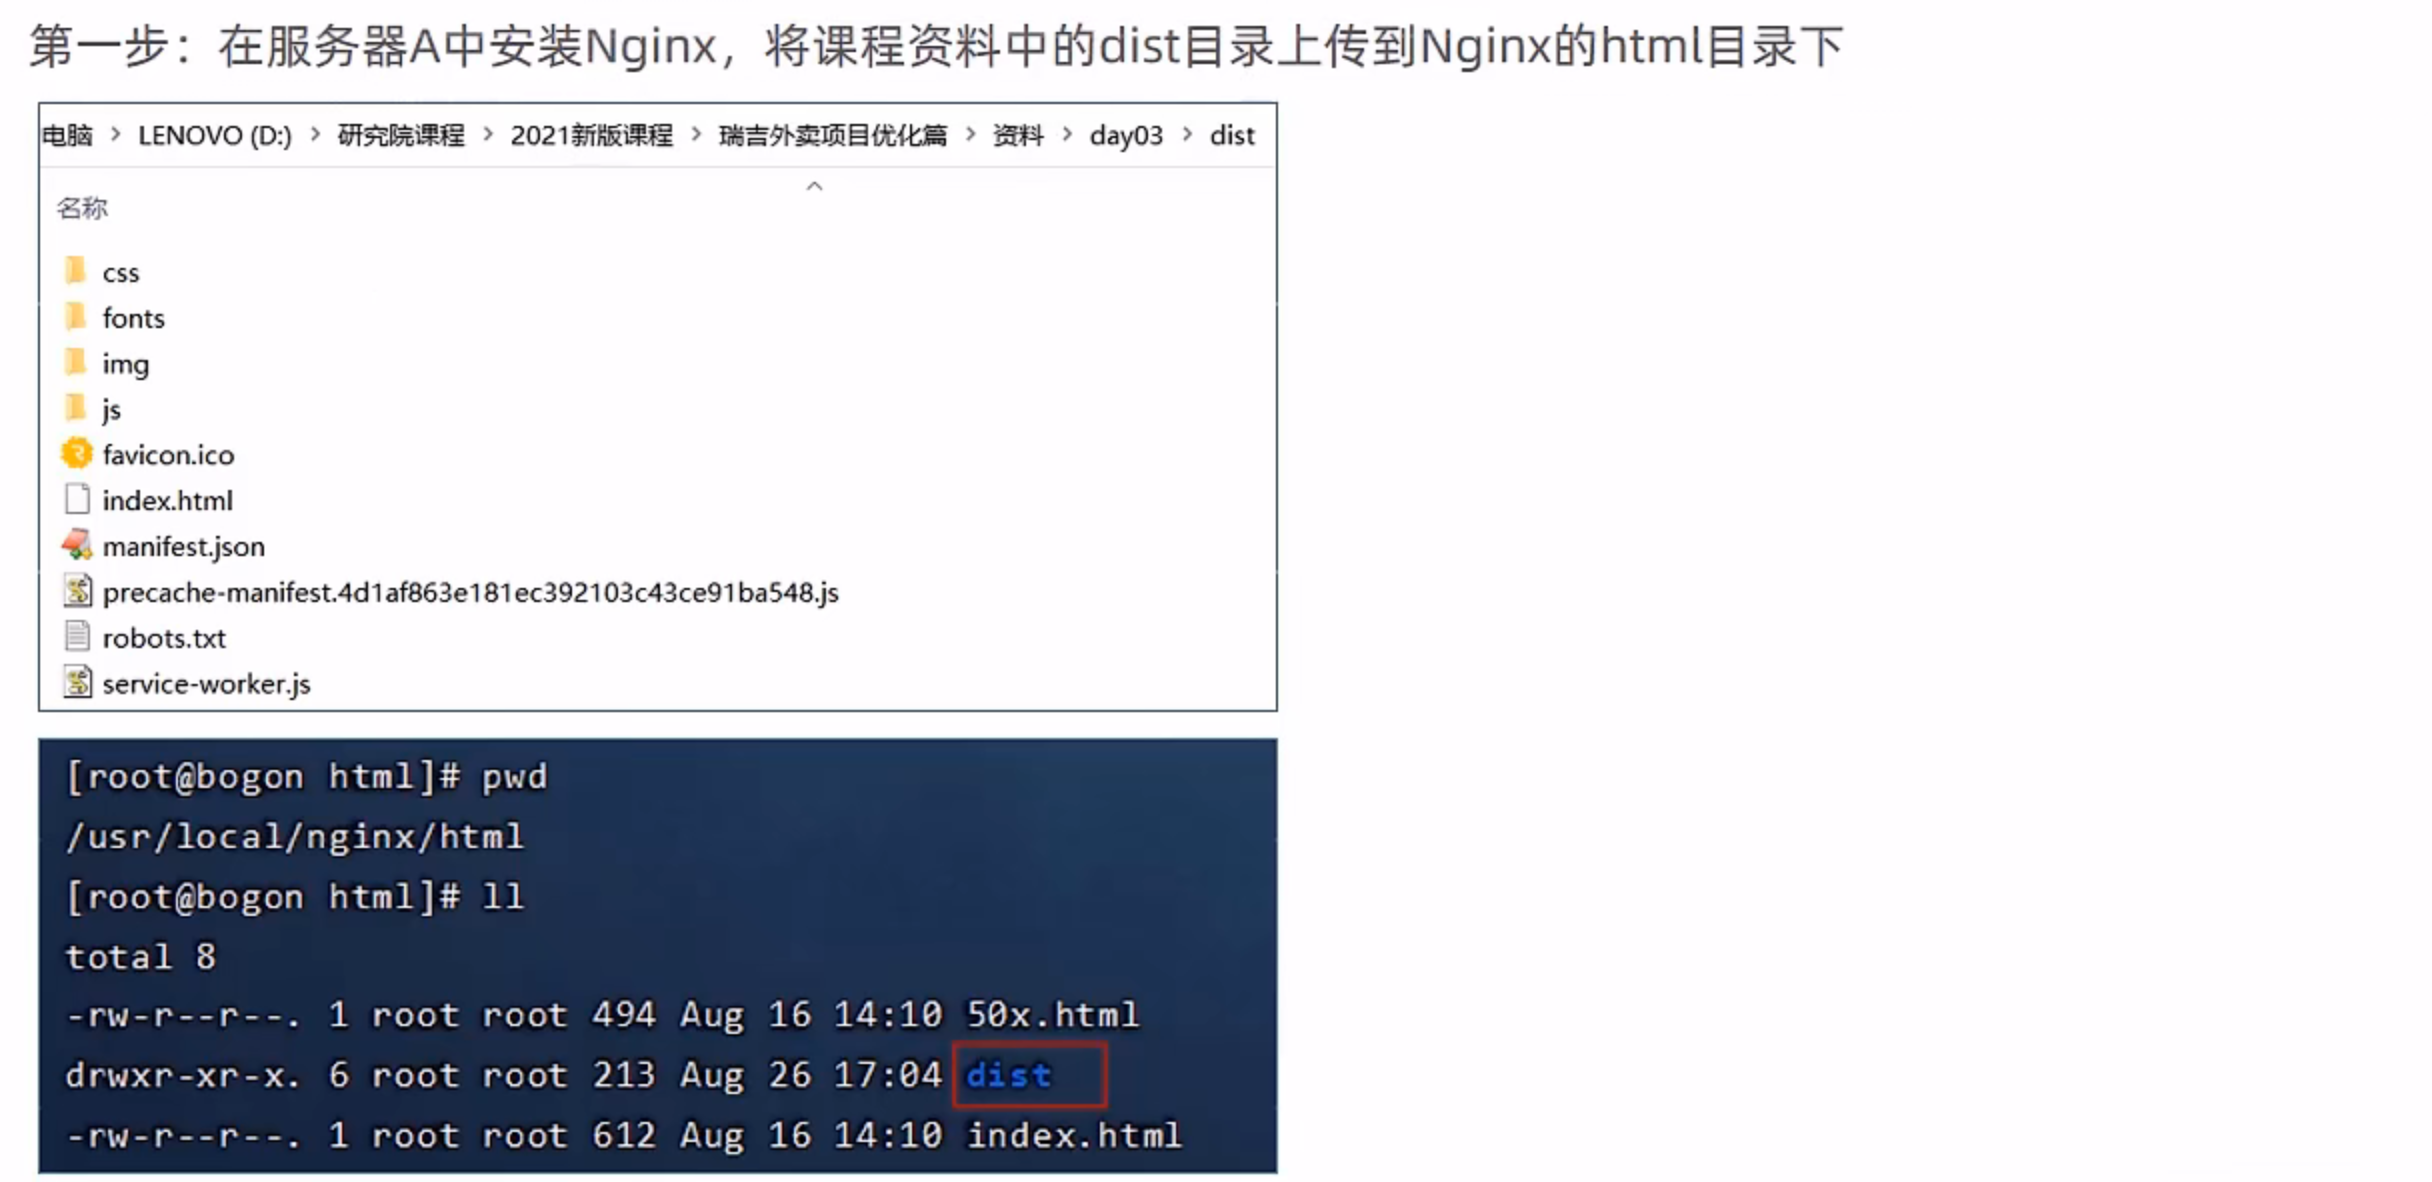 第一步：在服务器A中安装Nginx，将课程资料中的dist目录上传到Nginx的html目录下
电脑 > LENOVO (D:) > 研究院课程 > 2021新版课程 > 瑞吉外卖项目优化篇 > 资料 > day03 > dist
名称
css
fonts
img
js
favicon.ico
index.html
manifest.json
precache-manifest.4d1af863e181ec392103c43ce91ba548.js
robots.txt
service-worker.js
[root@bogon html]# pwd
/usr/local/nginx/html
[root@bogon html]# ll
total 8
-rw-r--r--. 1 root root 494 Aug 16 14:10 50x.html
drwxr-xr-x. 6 root root 213 Aug 26 17:04 dist
-rw-r--r--. 1 root root 612 Aug 16 14:10 index.html